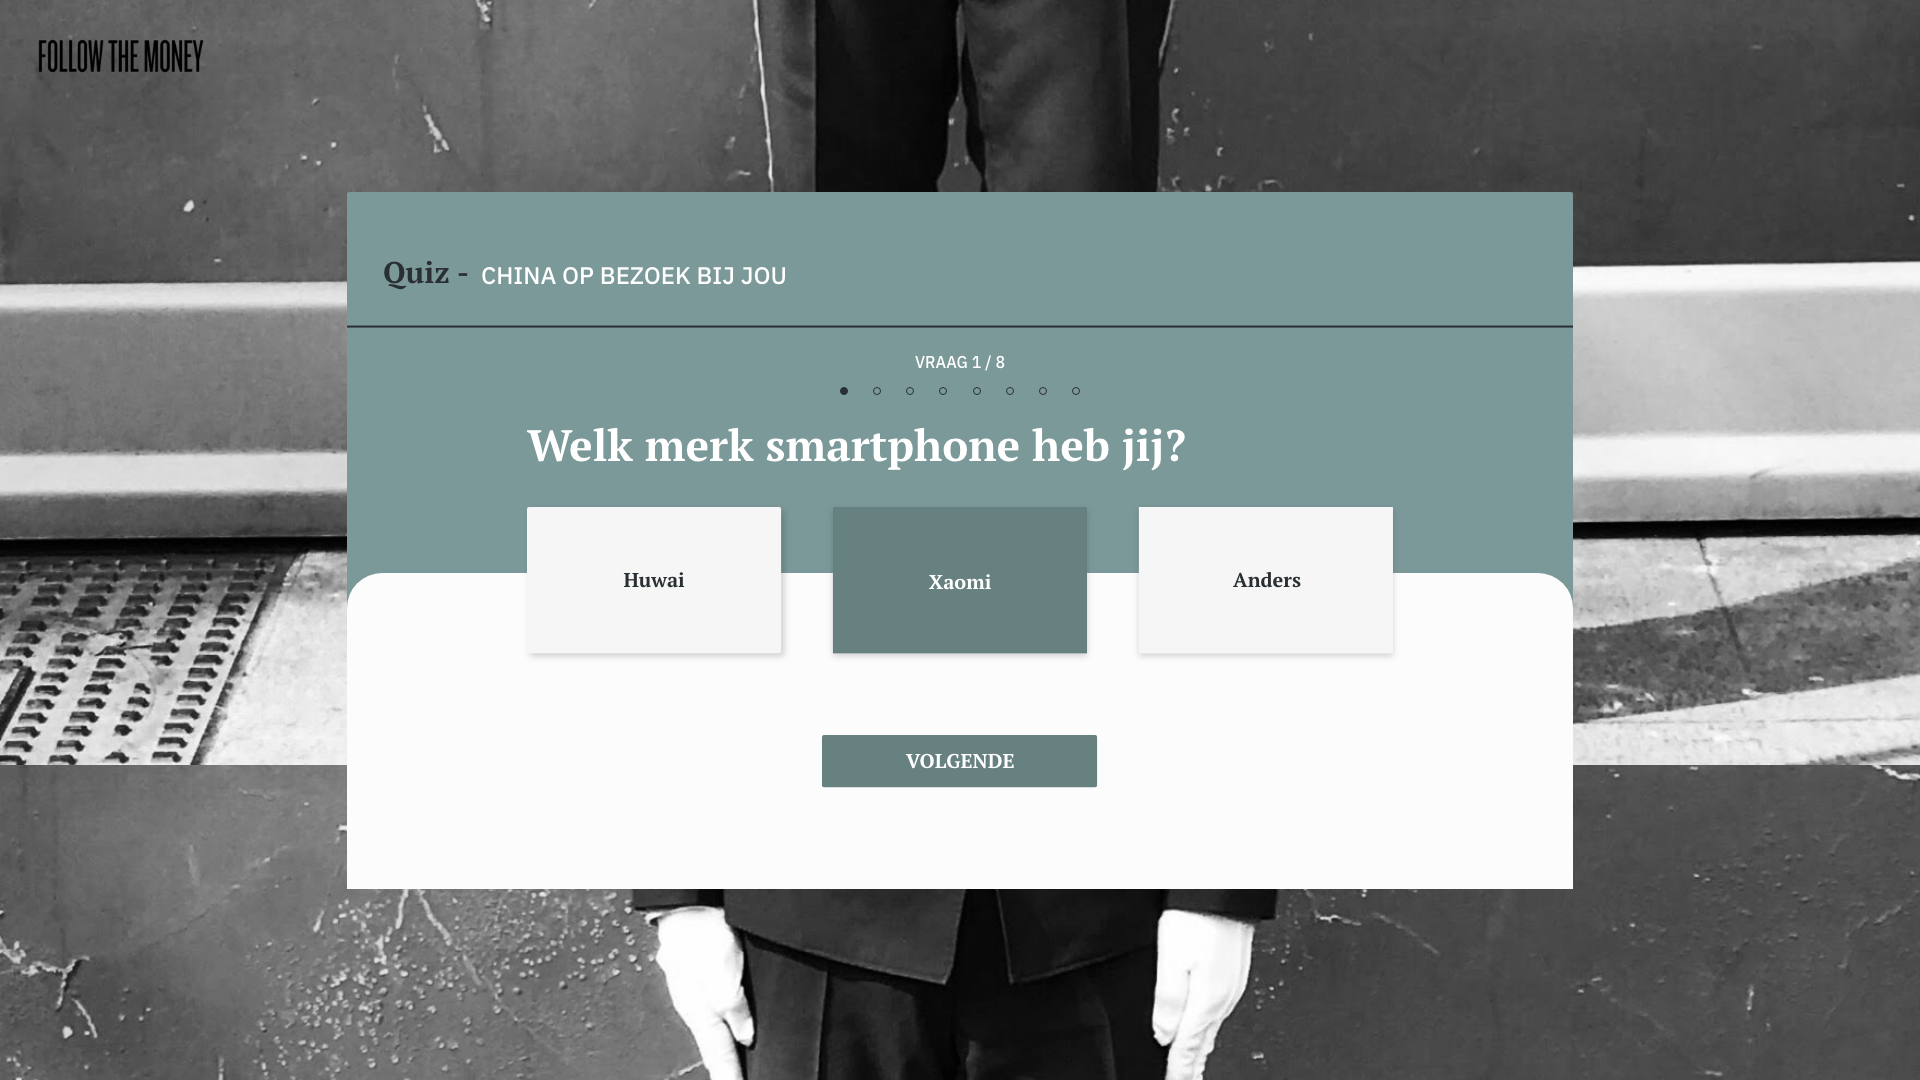 FOLLOW THE MONEY
Quiz - CHINA OP BEZOEK BIJ JOU
VRAAG 1 / 8
Welk merk smartphone heb jij?
Huwai
Xaomi
Anders
VOLGENDE